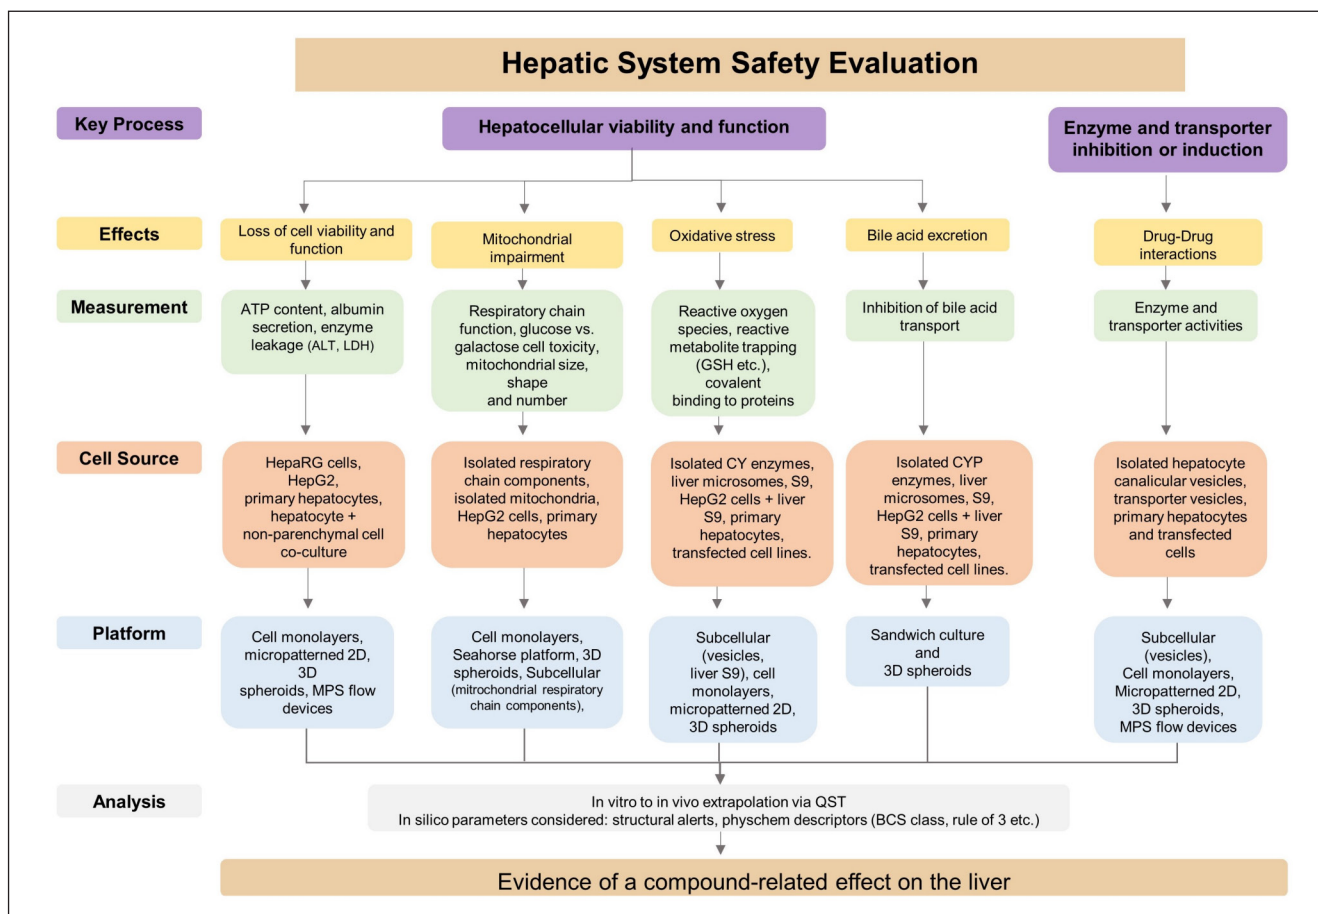 Hepatic System Safety Evaluation
Key Process
Hepatocellular viability and function
Enzyme and transporter
inhibition or induction
Effects
Loss of cell viability and
function
Mitochondrial
impairment
Oxidative stress
Bile acid excretion
Drug-Drug
interactions
Measurement
ATP content, albumin
secretion, enzyme
leakage (ALT, LDH)
Respiratory chain
function, glucose vs.
galactose cell toxicity,
mitochondrial size,
shape
and number
Reactive oxygen
species, reactive
metabolite trapping
(GSH etc.),
covalent
binding to proteins
Inhibition of bile acid
transport
Enzyme and
transporter activities
Cell Source
HepaRG cells,
HepG2,
primary hepatocytes,
hepatocyte +
non-parenchymal cell
co-culture
Isolated respiratory
chain components,
isolated mitochondria,
HepG2 cells, primary
hepatocytes
Isolated CY enzymes,
liver microsomes, S9,
HepG2 cells + liver
S9, primary
hepatocytes,
transfected cell lines.
Isolated CYP
enzymes, liver
microsomes, S9,
HepG2 cells + liver
S9, primary
hepatocytes,
transfected cell lines.
Isolated hepatocyte
canalicular vesicles,
transporter vesicles,
primary hepatocytes
and transfected
cells
Platform
Cell monolayers,
micropatterned 2D,
3D
spheroids, MPS flow
devices
Cell monolayers,
Seahorse platform, 3D
spheroids, Subcellular
(mitrochondrial respiratory
chain components),
Subcellular
(vesicles,
liver S9), cell
monolayers,
micropatterned 2D,
3D spheroids
Sandwich culture
and
3D spheroids
Subcellular
(vesicles),
Cell monolayers,
Micropatterned 2D,
3D spheroids,
MPS flow devices
Analysis
In vitro to in vivo extrapolation via QST
In silico parameters considered: structural alerts, physchem descriptors (BCS class, rule of 3 etc.)
Evidence of a compound-related effect on the liver